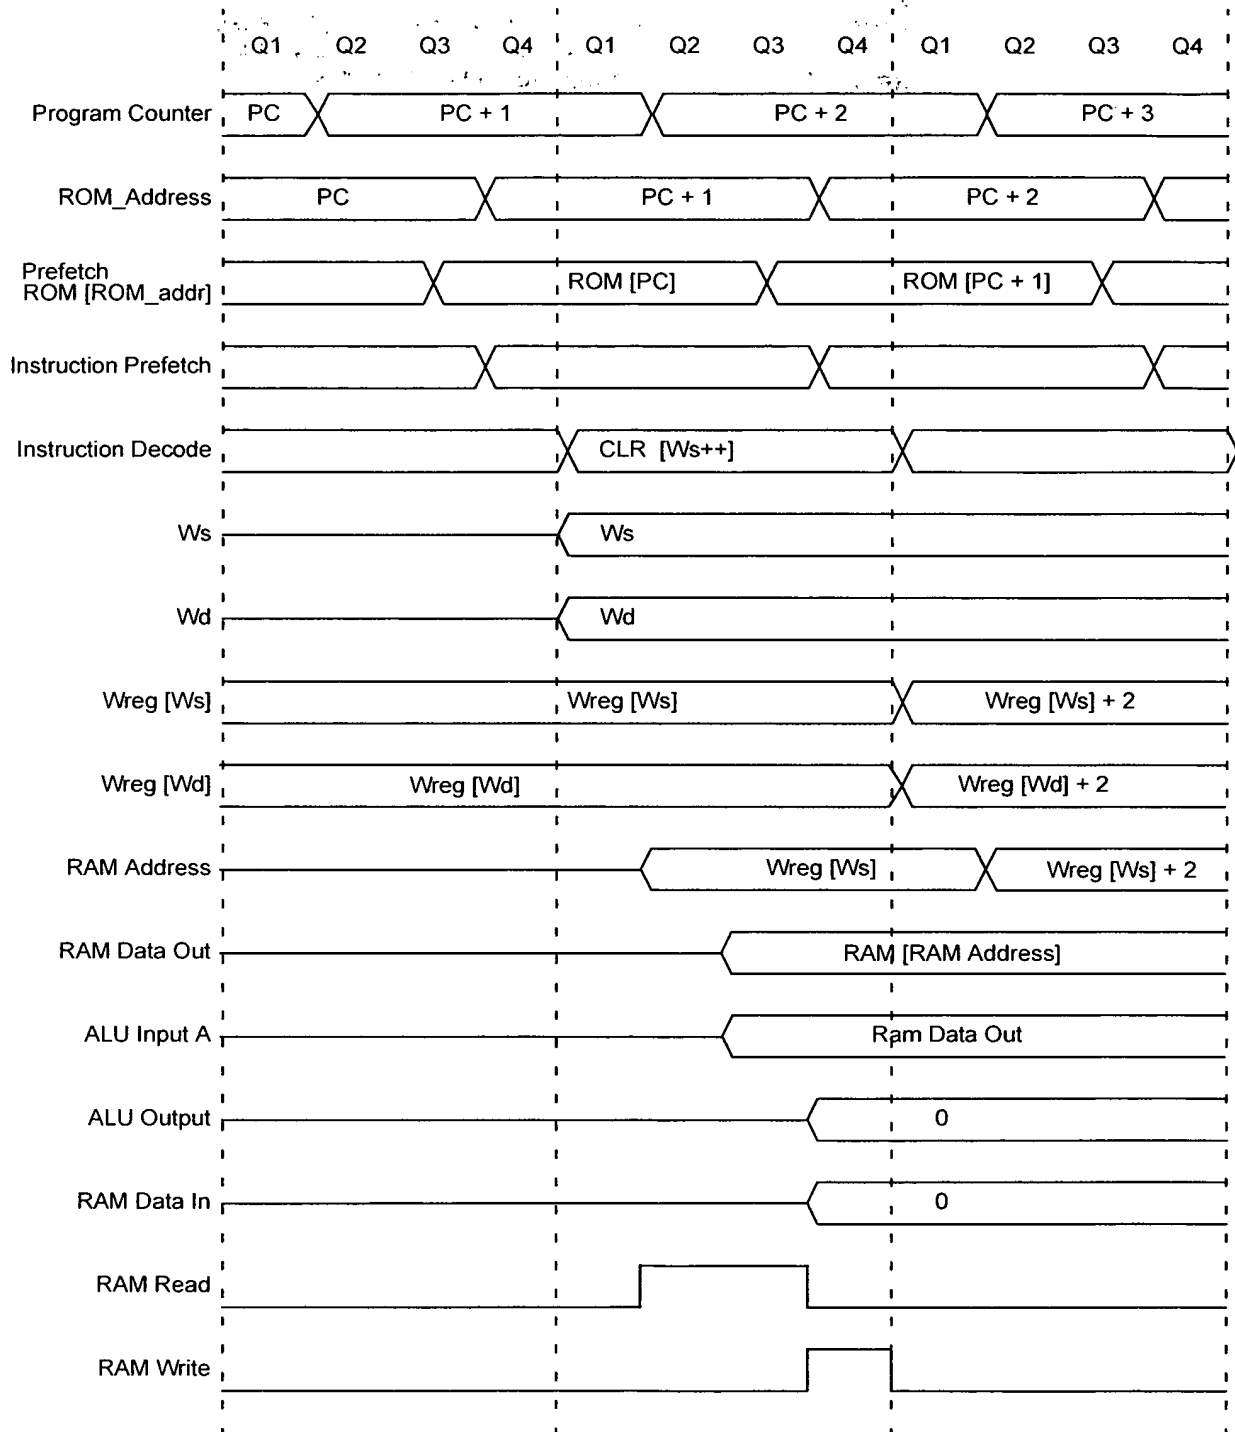 Q1 Q2 Q3 Q4 Q1 Q2 Q3 Q4 Q1 Q2 Q3 Q4
Program Counter PC PC + 1 PC + 2 PC + 3
ROM_Address PC PC + 1 PC + 2
Prefetch
ROM [ROM_addr] ROM [PC] ROM [PC + 1]
Instruction Prefetch
Instruction Decode CLR [Ws++]
Ws Ws
Wd Wd
Wreg [Ws] Wreg [Ws] Wreg [Ws] + 2
Wreg [Wd] Wreg [Wd] Wreg [Wd] + 2
RAM Address Wreg [Ws] Wreg [Ws] + 2
RAM Data Out RAM [RAM Address]
ALU Input A Ram Data Out
ALU Output 0
RAM Data In 0
RAM Read
RAM Write